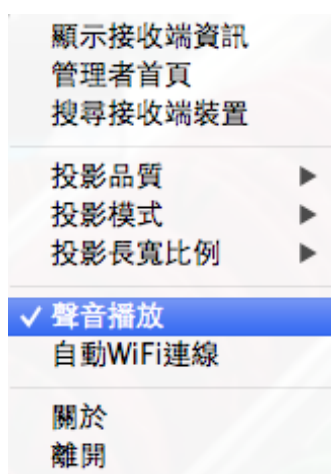 顯示接收端資訊
管理者首頁
搜尋接收端裝置
投影品質
投影模式
投影長寬比例
聲音播放
自動WiFi連線
關於
離開